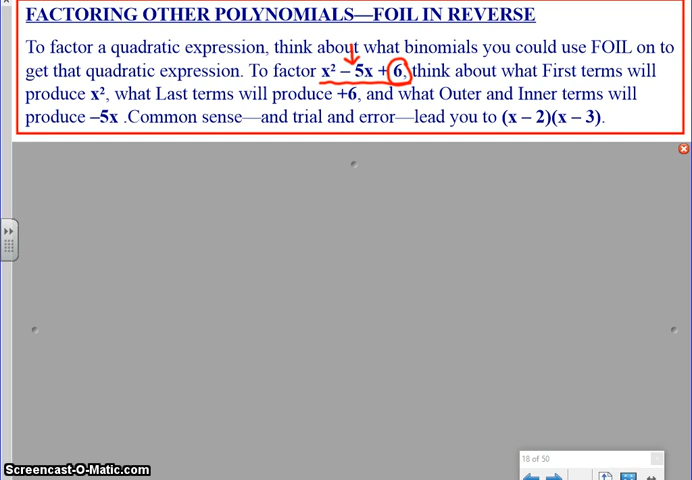 FACTORING OTHER POLYNOMIALS—FOIL IN REVERSE
To factor a quadratic expression, think about what binomials you could use FOIL on to
get that quadratic expression. To factor x² – 5x + 6, think about what First terms will
produce x², what Last terms will produce +6, and what Outer and Inner terms will
produce –5x .Common sense—and trial and error—lead you to (x – 2)(x – 3).
18 of 50
Screencast-O-Matic.com